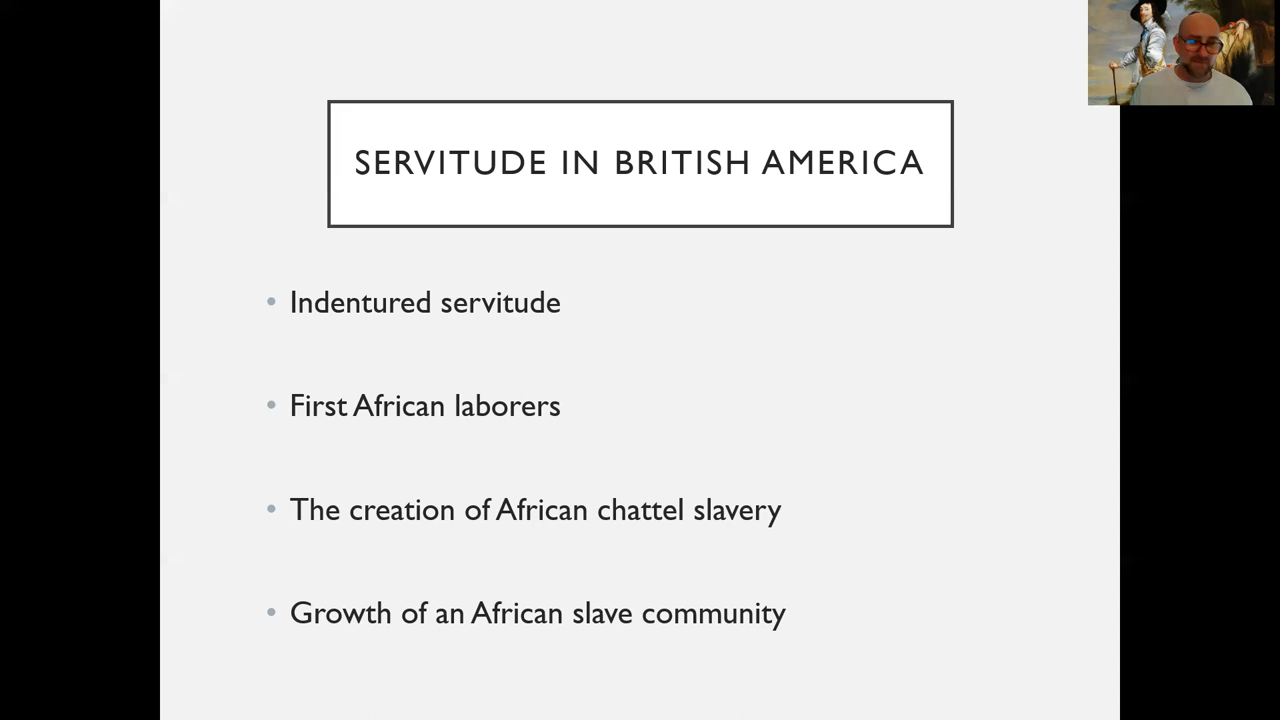 SERVITUDE IN BRITISH AMERICA
• Indentured servitude
• First African laborers
• The creation of African chattel slavery
• Growth of an African slave community